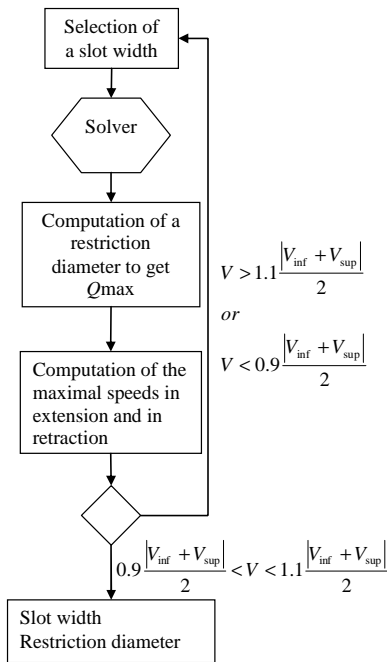 Selection of
a slot width
Solver
Computation of a
restriction
diameter to get
Qmax
V > 1.1 |V_inf + V_sup| / 2
or
V < 0.9 |V_inf + V_sup| / 2
Computation of the
maximal speeds in
extension and in
retraction
0.9 |V_inf + V_sup| / 2 < V < 1.1 |V_inf + V_sup| / 2
Slot width
Restriction diameter